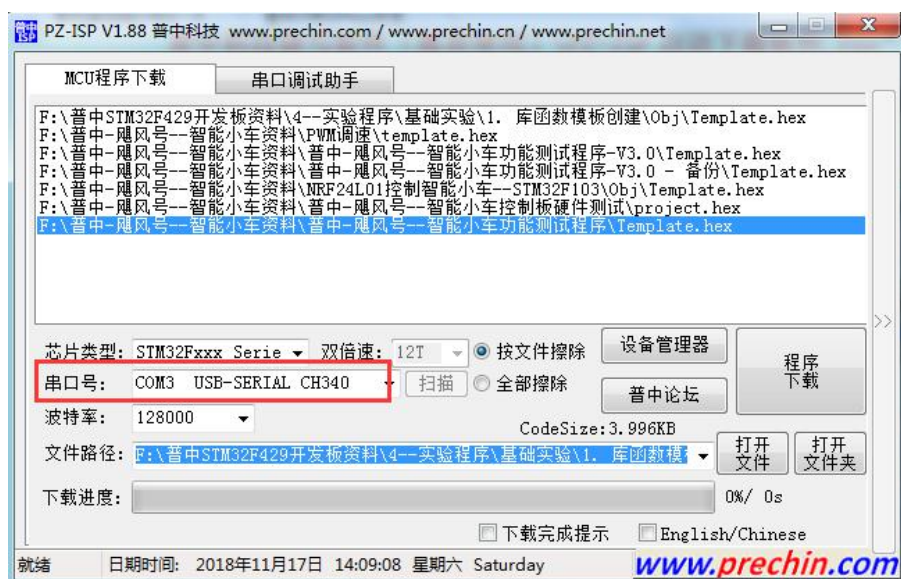 PZ-ISP V1.88 普中科技 www.prechin.com / www.prechin.cn / www.prechin.net
MCU程序下载 串口调试助手
F:\普中STM32F429开发板资料\4--实验程序\基础实验\1. 库函数模板创建\Obj\Template.hex
F:\普中-飓风号--智能小车资料\PWM调速\template.hex
F:\普中-飓风号--智能小车资料\普中-飓风号--智能小车功能测试程序-V3.0\Template.hex
F:\普中-飓风号--智能小车资料\普中-飓风号--智能小车功能测试程序-V3.0 - 备份\Template.hex
F:\普中-飓风号--智能小车资料\NRF24L01控制智能小车--STM32F103\Obj\Template.hex
F:\普中-飓风号--智能小车资料\普中-飓风号--智能小车控制板硬件测试\project.hex
F:\普中-飓风号--智能小车资料\普中-飓风号--智能小车功能测试程序\Template.hex
>>
芯片类型: STM32Fxxx Serie 双倍速: 12T 按文件擦除 设备管理器
程序下载
串口号: COM3 USB-SERIAL CH340 扫描 全部擦除 普中论坛
波特率: 128000
CodeSize:3.996KB
文件路径: F:\普中STM32F429开发板资料\4--实验程序\基础实验\1. 库函数模 打开文件 打开文件夹
下载进度: 0%/ 0s
下载完成提示 English/Chinese
就绪 日期时间: 2018年11月17日 14:09:08 星期六 Saturday www.prechin.com